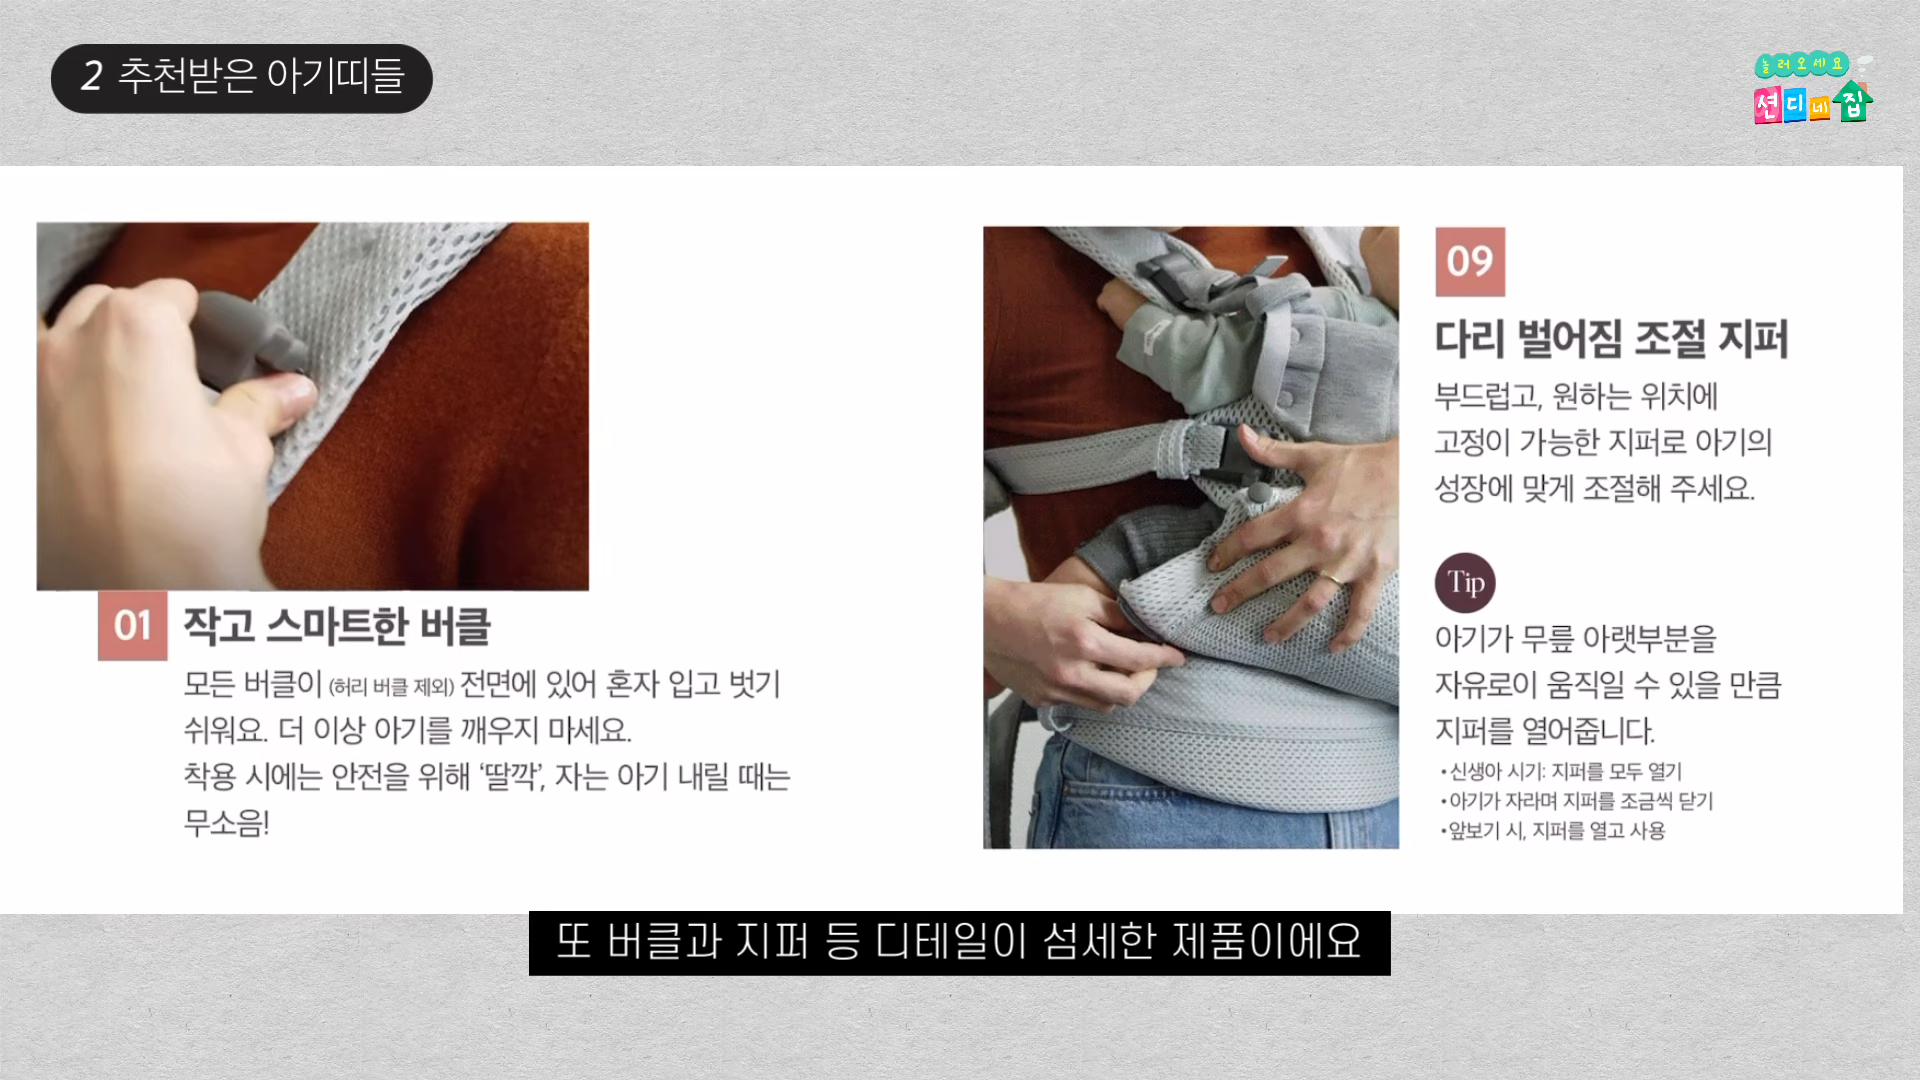 2 추천받은 아기띠들
놀러오세요
션디네집
01
작고 스마트한 버클
모든 버클이 (허리 버클 제외) 전면에 있어 혼자 입고 벗기
쉬워요. 더 이상 아기를 깨우지 마세요.
착용 시에는 안전을 위해 ‘딸깍’, 자는 아기 내릴 때는
무소음!
09
다리 벌어짐 조절 지퍼
부드럽고, 원하는 위치에
고정이 가능한 지퍼로 아기의
성장에 맞게 조절해 주세요.
Tip
아기가 무릎 아랫부분을
자유로이 움직일 수 있을 만큼
지퍼를 열어줍니다.
•신생아 시기: 지퍼를 모두 열기
•아기가 자라며 지퍼를 조금씩 닫기
•앞보기 시, 지퍼를 열고 사용
또 버클과 지퍼 등 디테일이 섬세한 제품이에요